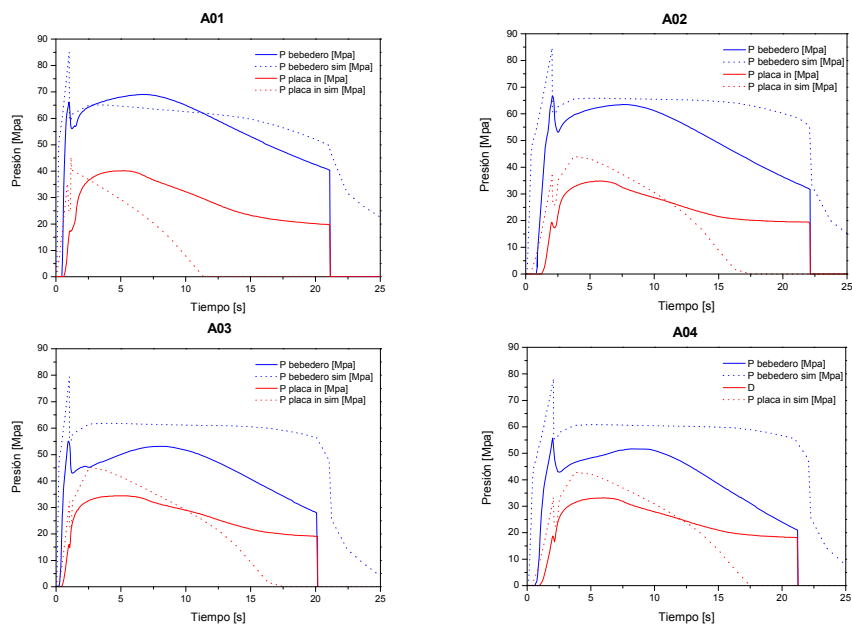 A01
90
80
70
60
50
40
30
20
10
0
Presión [Mpa]
P bebedero [Mpa]
P bebedero sim [Mpa]
P placa in [Mpa]
P placa in sim [Mpa]
0 5 10 15 20 25
Tiempo [s]
A02
90
80
70
60
50
40
30
20
10
0
Presión [Mpa]
P bebedero [Mpa]
P bebedero sim [Mpa]
P placa in [Mpa]
P placa in sim [Mpa]
0 5 10 15 20 25
Tiempo [s]
A03
90
80
70
60
50
40
30
20
10
0
Presión [Mpa]
P bebedero [Mpa]
P bebedero sim [Mpa]
P placa in [Mpa]
P placa in sim [Mpa]
0 5 10 15 20 25
Tiempo [s]
A04
90
80
70
60
50
40
30
20
10
0
Presión [Mpa]
P bebedero [Mpa]
P bebedero sim [Mpa]
D
P placa in sim [Mpa]
0 5 10 15 20 25
Tiempo [s]